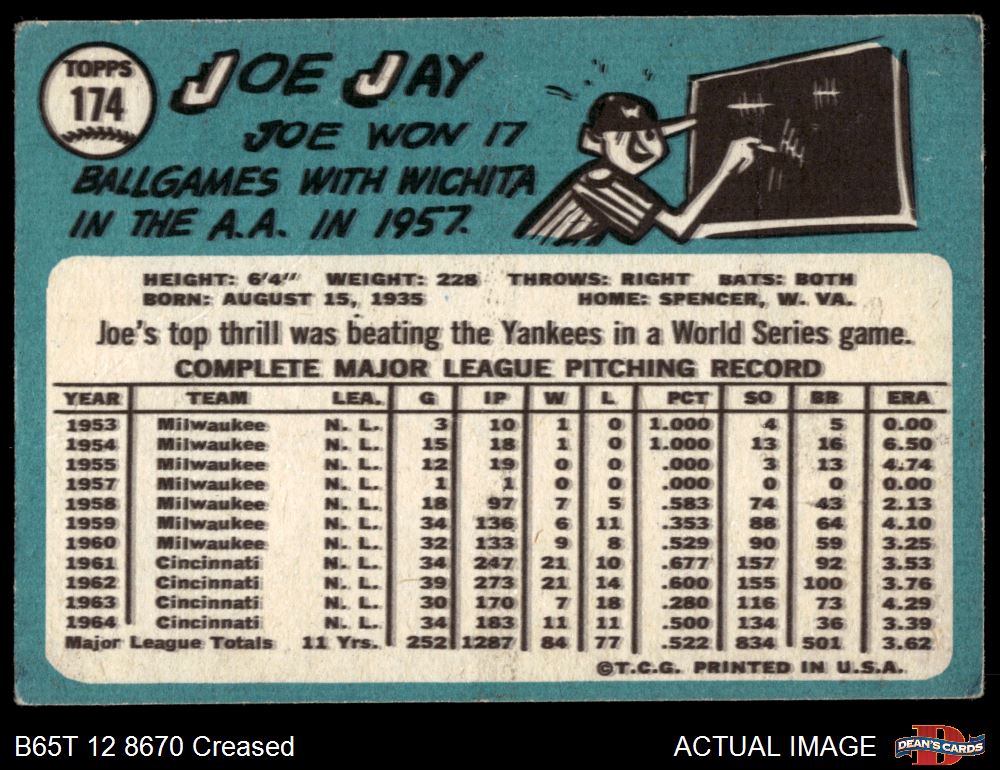 TOPPS
174
JOE JAY
JOE WON 17
BALLGAMES WITH WICHITA
IN THE A.A. IN 1957.
HEIGHT: 6'4" WEIGHT: 228 THROWS: RIGHT BATS: BOTH
BORN: AUGUST 15, 1935 HOME: SPENCER, W. VA.
Joe's top thrill was beating the Yankees in a World Series game.
COMPLETE MAJOR LEAGUE PITCHING RECORD
YEAR TEAM LEA. G IP W L PCT SO BB ERA
1953 Milwaukee N. L. 3 10 1 0 1.000 4 5 0.00
1954 Milwaukee N. L. 15 18 1 0 1.000 13 16 6.50
1955 Milwaukee N. L. 12 19 0 0 .000 3 13 4.74
1957 Milwaukee N. L. 1 1 0 0 .000 0 0 0.00
1958 Milwaukee N. L. 18 97 7 5 .583 74 43 2.13
1959 Milwaukee N. L. 34 136 6 11 .353 88 64 4.10
1960 Milwaukee N. L. 32 133 9 8 .529 90 59 3.25
1961 Cincinnati N. L. 34 247 21 10 .677 157 92 3.53
1962 Cincinnati N. L. 39 273 21 14 .600 155 100 3.76
1963 Cincinnati N. L. 30 170 7 18 .280 116 73 4.29
1964 Cincinnati N. L. 34 183 11 11 .500 134 36 3.39
Major League Totals 11 Yrs. 252 1287 84 77 .522 834 501 3.62
©T.C.G. PRINTED IN U.S.A.
B65T 12 8670 Creased ACTUAL IMAGE
DEAN'S CARDS